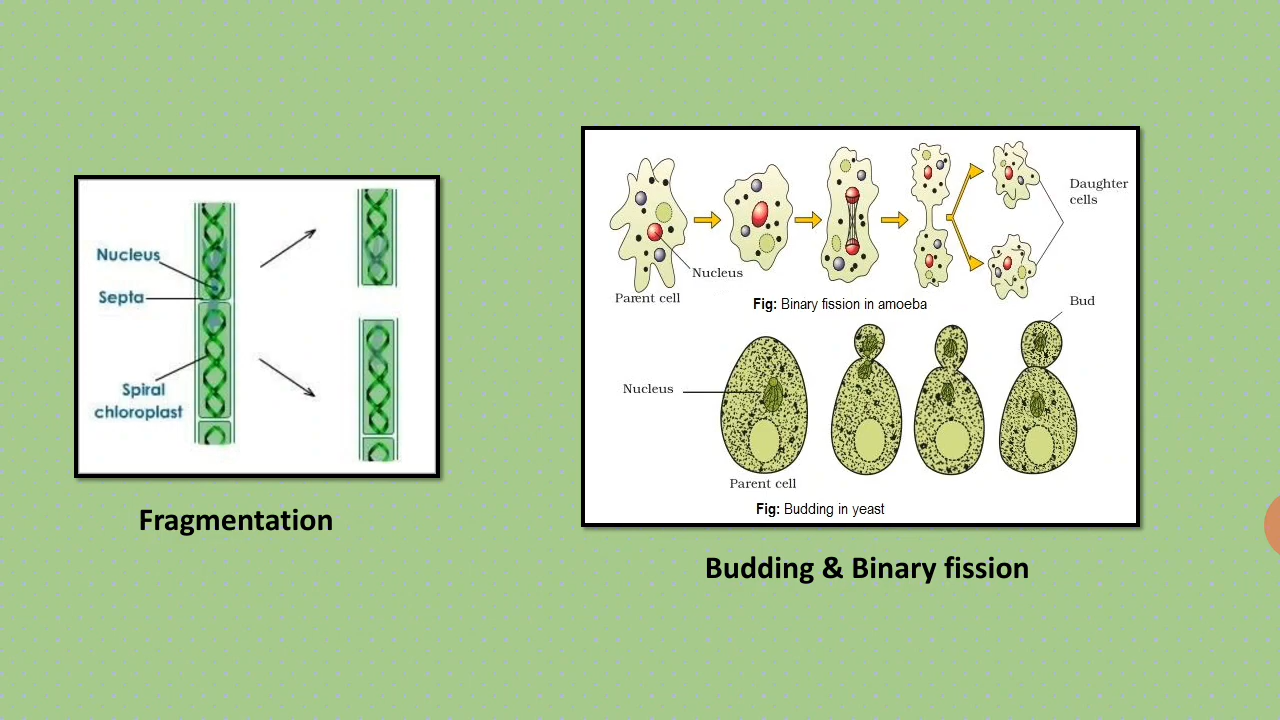 Nucleus
Septa
Spiral
chloroplast
Fragmentation
Daughter
cells
Nucleus
Parent cell
Fig: Binary fission in amoeba
Bud
Nucleus
Parent cell
Fig: Budding in yeast
Budding & Binary fission